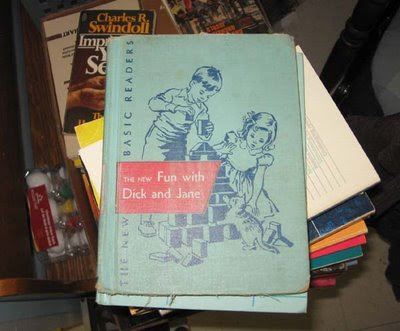 Charles R.
Swindoll
THE NEW BASIC READERS
THE NEW Fun with
Dick and Jane